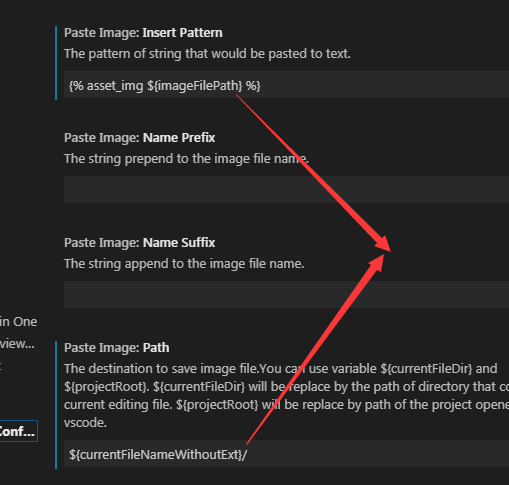 Paste Image: Insert Pattern
The pattern of string that would be pasted to text.
{% asset_img ${imageFilePath} %}
Paste Image: Name Prefix
The string prepend to the image file name.
Paste Image: Name Suffix
The string append to the image file name.
in One
view...
Conf...
Paste Image: Path
The destination to save image file.You can use variable ${currentFileDir} and
${projectRoot}. ${currentFileDir} will be replace by the path of directory that co
current editing file. ${projectRoot} will be replace by path of the project opene
vscode.
${currentFileNameWithoutExt}/